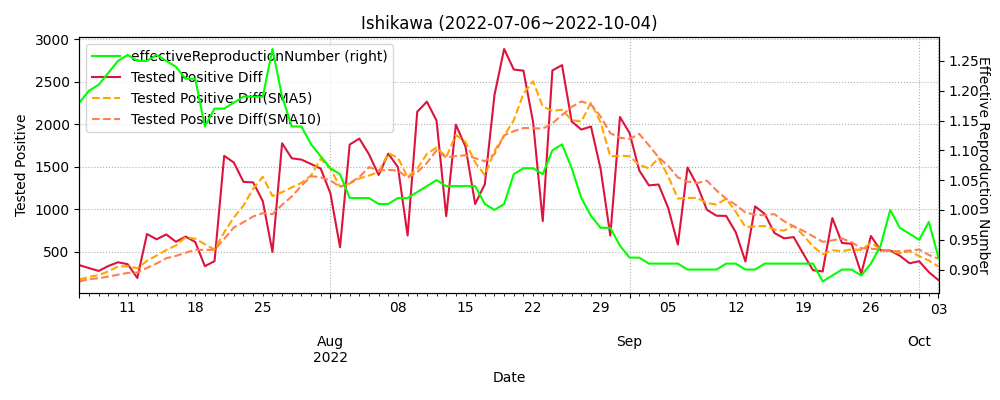 Ishikawa (2022-07-06~2022-10-04)
effectiveReproductionNumber (right)
Tested Positive Diff
Tested Positive Diff(SMA5)
Tested Positive Diff(SMA10)
Tested Positive
3000
2500
2000
1500
1000
500
Effective Reproduction Number
1.25
1.20
1.15
1.10
1.05
1.00
0.95
0.90
11 18 25 08 15 22 29 05 12 19 26 03
Aug Sep Oct
2022
Date